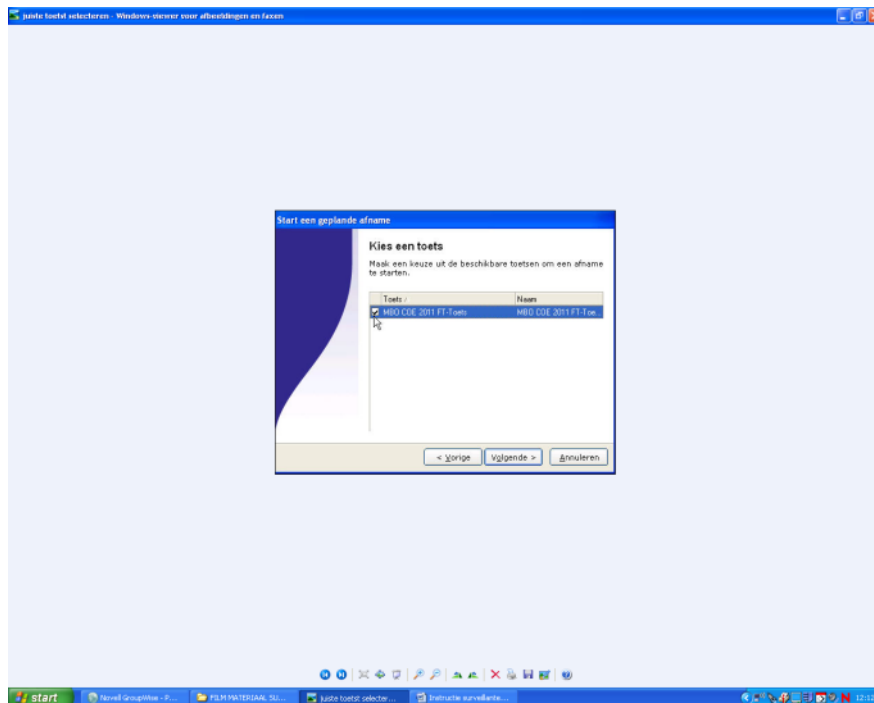 juiste toetst selecteren - Windows-viewer voor afbeeldingen en faxen
Start een geplande afname
Kies een toets
Maak een keuze uit de beschikbare toetsen om een afname
te starten.
Toets Naam
MBO COE 2011 FT-Toets MBO COE 2011 FT-Toe...
< Vorige Volgende > Annuleren
start Novell GroupWise - P... FILM MATERIAAL SU... juiste toetst selecter... Instructie surveillante... 12:12